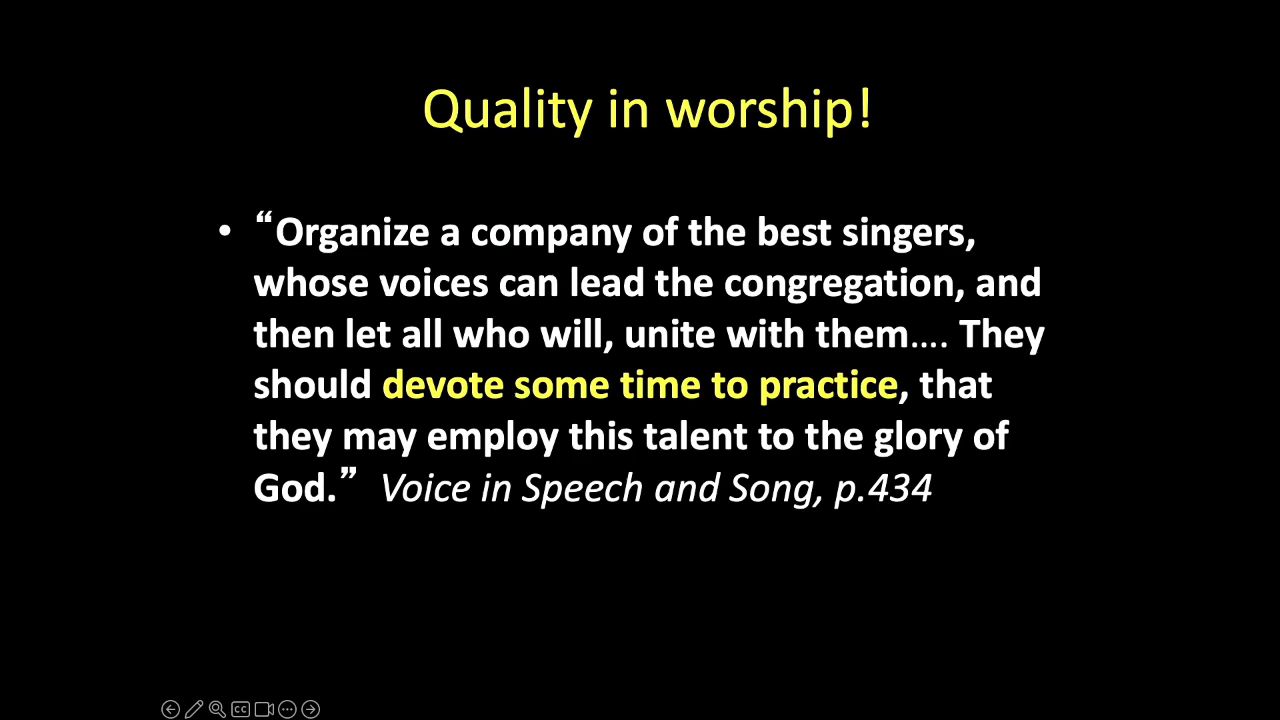 Quality in worship!
• “Organize a company of the best singers,
whose voices can lead the congregation, and
then let all who will, unite with them…. They
should devote some time to practice, that
they may employ this talent to the glory of
God.” Voice in Speech and Song, p.434
CC